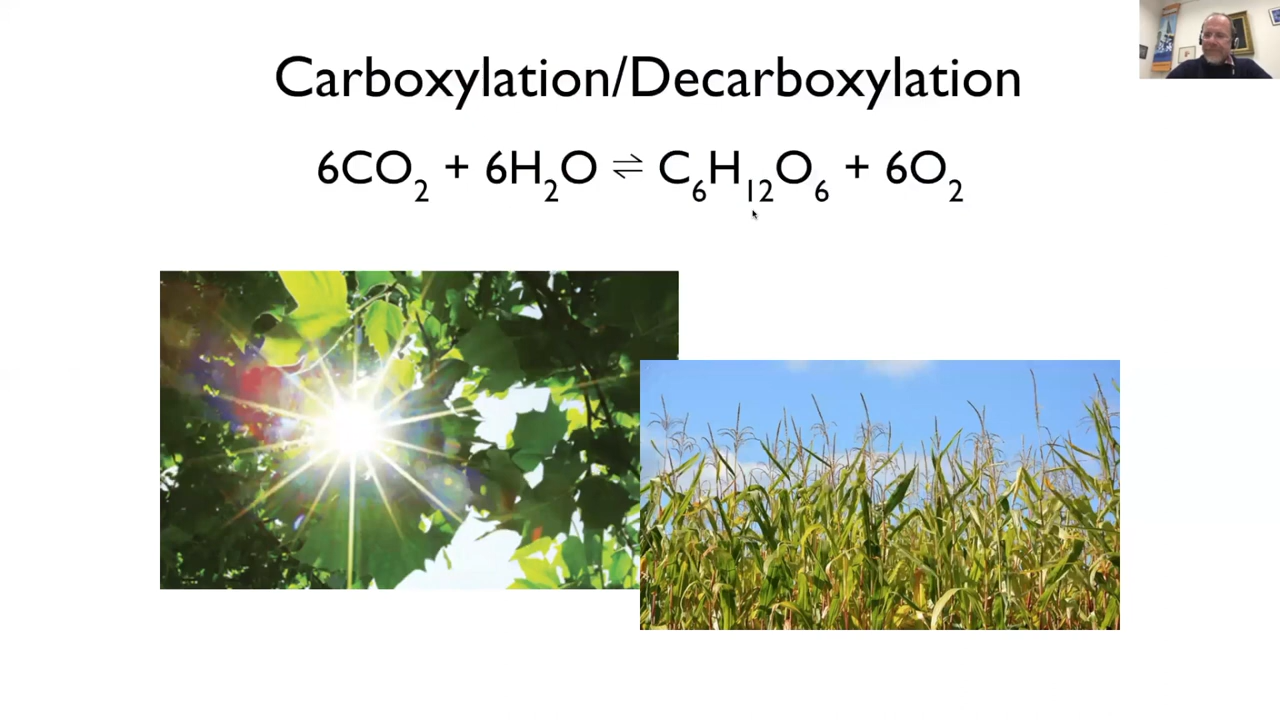 Carboxylation/Decarboxylation
6CO₂ + 6H₂O ⇌ C₆H₁₂O₆ + 6O₂